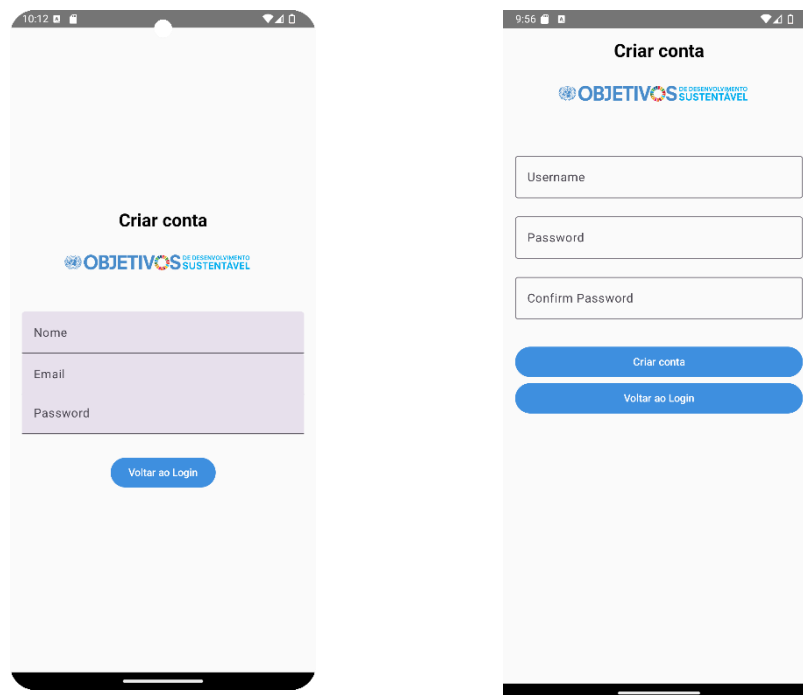 10:12
Criar conta
OBJETIVOS DE DESENVOLVIMENTO
SUSTENTÁVEL
Nome
Email
Password
Voltar ao Login
9:56
Criar conta
OBJETIVOS DE DESENVOLVIMENTO
SUSTENTÁVEL
Username
Password
Confirm Password
Criar conta
Voltar ao Login